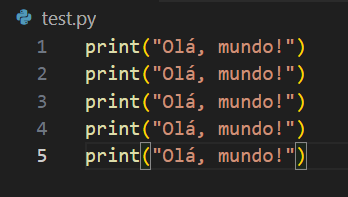 test.py
1 print("Olá, mundo!")
2 print("Olá, mundo!")
3 print("Olá, mundo!")
4 print("Olá, mundo!")
5 print("Olá, mundo!")